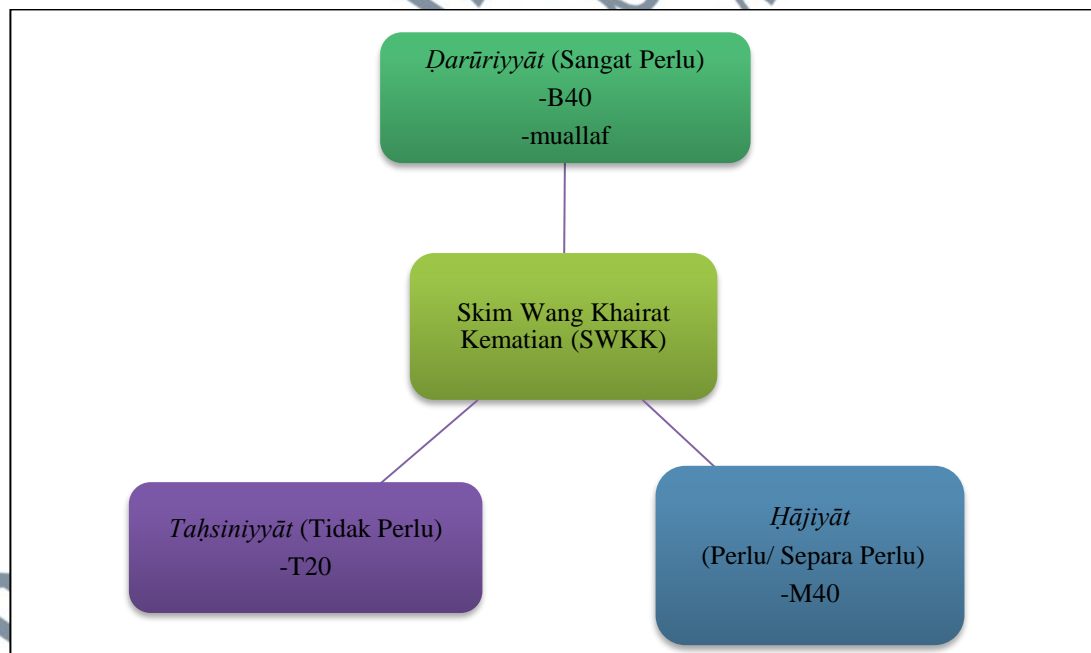 Ḍarūriyyāt (Sangat Perlu)
-B40
-muallaf
Skim Wang Khairat
Kematian (SWKK)
Taḥsiniyyāt (Tidak Perlu)
-T20
Ḥājiyāt
(Perlu/ Separa Perlu)
-M40